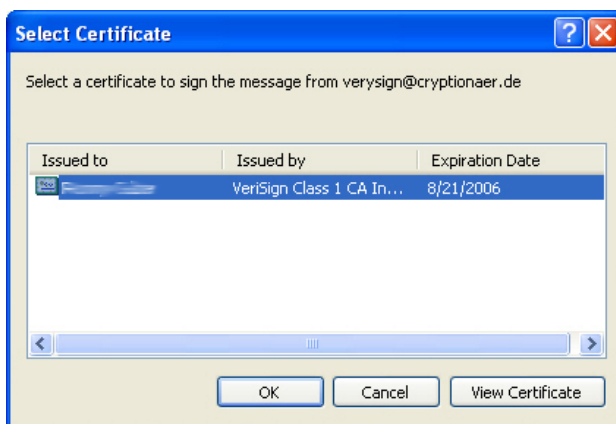 Select Certificate
Select a certificate to sign the message from verysign@cryptionaer.de
Issued to Issued by Expiration Date
VeriSign Class 1 CA In... 8/21/2006
OK Cancel View Certificate